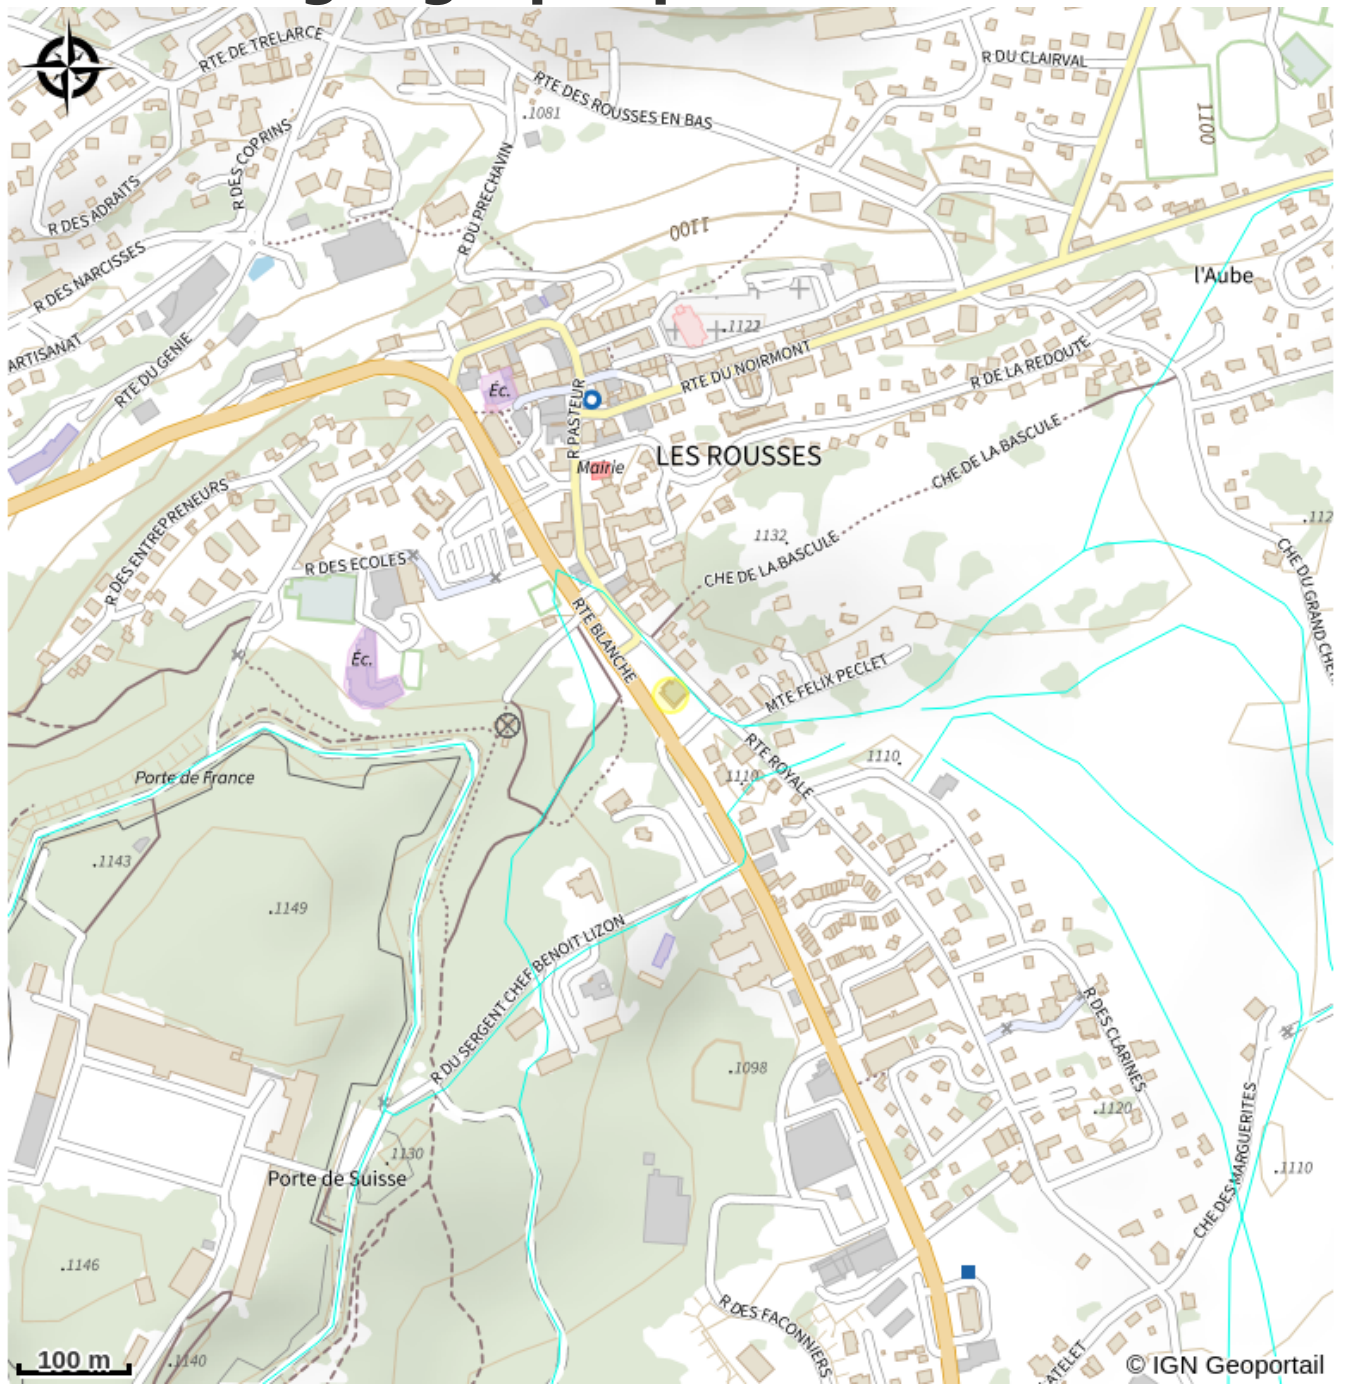 RTE DE TRELARCE
R DU CLAIRVAL
RTE DES ROUSSES EN BAS
.1081
1100
R DES COPRINS
R DU PRECHAVIN
R DES ADRAITS
1100
R DES NARCISSES
l'Aube
.1122
ARTISANAT
RTE DU GENIE
RTE DU NOIRMONT
R DE LA REDOUTE
Éc.
R PASTEUR
Mairie
LES ROUSSES
CHE DE LA BASCULE
R DES ENTREPRENEURS
1132.
.112
R DES ECOLES
CHE DE LA BASCULE
CHE DU GRAND CHE
RTE BLANCHE
Éc.
MTE FELIX PECLET
RTE ROYALE
1110.
1110.
Porte de France
.1143
.1149
R DU SERGENT CHEF BENOIT LIZON
R DES CLARINES
.1098
.1120
.1130
Porte de Suisse
CHE DES MARGUERITES
.1110
.1146
R DES FACONNIERS
.1140
ATELET
100 m
© IGN Geoportail